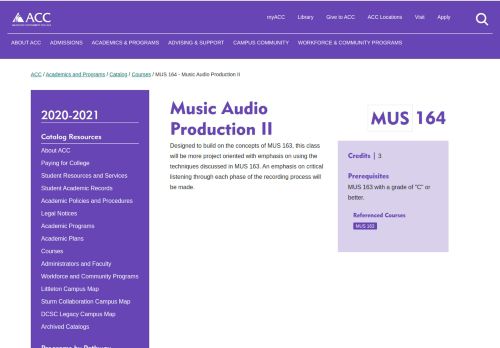 ACC
myACC Library Give to ACC ACC Locations Visit Apply
ABOUT ACC ADMISSIONS ACADEMICS & PROGRAMS ADVISING & SUPPORT CAMPUS COMMUNITY WORKFORCE & COMMUNITY PROGRAMS
ACC / Academics and Programs / Catalog / Courses / MUS 164 - Music Audio Production II
2020-2021
Catalog Resources
About ACC
Paying for College
Student Resources and Services
Student Academic Records
Academic Policies and Procedures
Legal Notices
Academic Programs
Academic Plans
Courses
Administrators and Faculty
Workforce and Community Programs
Littleton Campus Map
Sturm Collaboration Campus Map
DCSC Legacy Campus Map
Archived Catalogs
Programs by Pathway
Music Audio
Production II
Designed to build on the concepts of MUS 163, this class
will be more project oriented with emphasis on using the
techniques discussed in MUS 163. An emphasis on critical
listening through each phase of the recording process will
be made.
MUS 164
Credits | 3
Prerequisites
MUS 163 with a grade of "C" or
better.
Referenced Courses
MUS 163